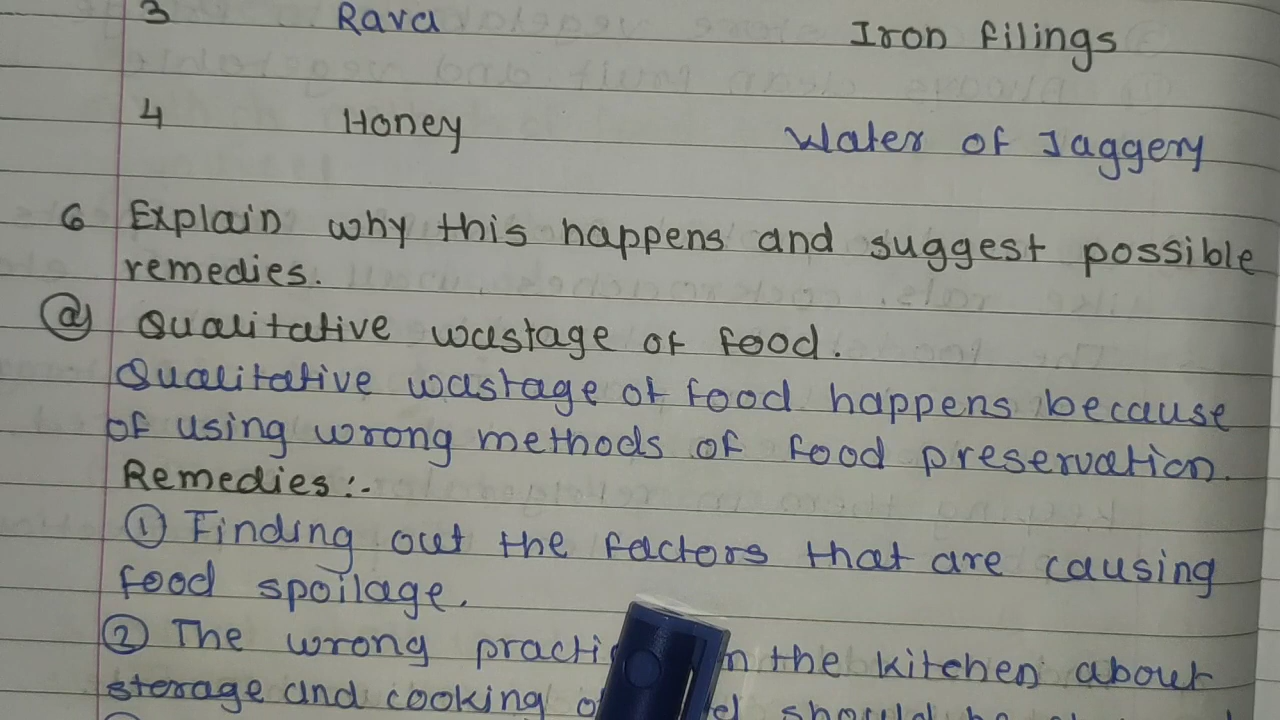 3 Rava Iron filings
4 Honey Water of Jaggery
6 Explain why this happens and suggest possible
remedies.
(a) Qualitative wastage of food.
Qualitative wastage of food happens because
of using wrong methods of food preservation.
Remedies :-
① Finding out the factors that are causing
food spoilage.
② The wrong the kitchen about
storage and cooking should